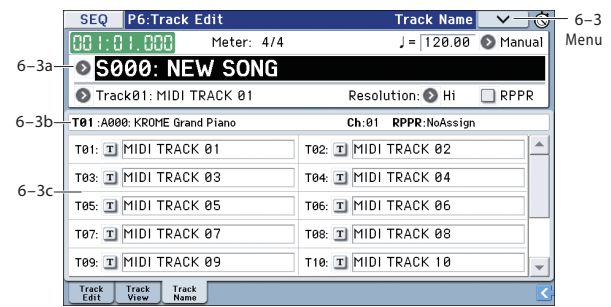 SEQ P6:Track Edit Track Name 6–3
Menu
001:01.000 Meter: 4/4 ♩= 120.00 Manual
6–3a S000: NEW SONG
Track01: MIDI TRACK 01 Resolution: Hi RPPR
6–3b T01 :A000: KROME Grand Piano Ch:01 RPPR:NoAssign
T01: T MIDI TRACK 01 T02: T MIDI TRACK 02
T03: T MIDI TRACK 03 T04: T MIDI TRACK 04
6–3c
T05: T MIDI TRACK 05 T06: T MIDI TRACK 06
T07: T MIDI TRACK 07 T08: T MIDI TRACK 08
T09: T MIDI TRACK 09 T10: T MIDI TRACK 10
Track Edit Track View Track Name